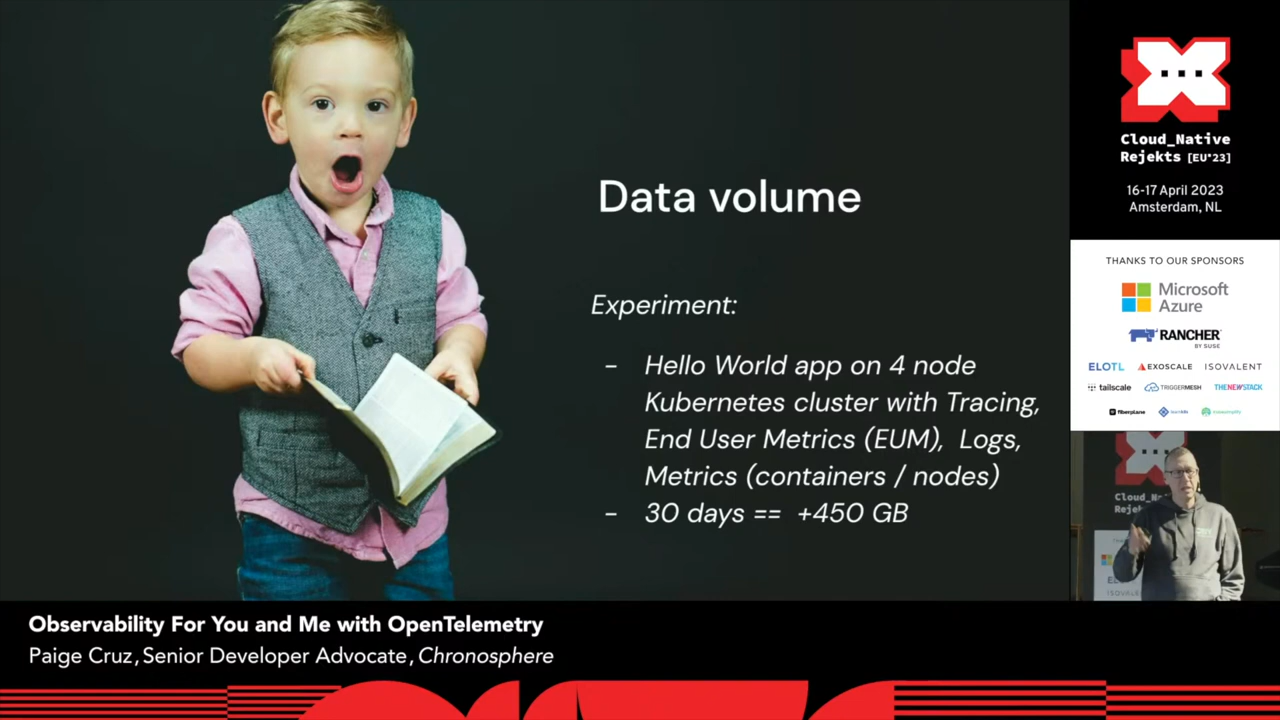 Data volume
Experiment:
- Hello World app on 4 node
Kubernetes cluster with Tracing,
End User Metrics (EUM), Logs,
Metrics (containers / nodes)
- 30 days == +450 GB
Cloud_Native
Rejekts [EU'23]
16-17 April 2023
Amsterdam, NL
THANKS TO OUR SPONSORS
Microsoft
Azure
RANCHER
BY SUSE
ELOTL EXOSCALE ISOVALENT
tailscale TRIGGERMESH THENEWSTACK
fiberplane
Cloud_N
Rejek
Observability For You and Me with OpenTelemetry
Paige Cruz, Senior Developer Advocate, Chronosphere